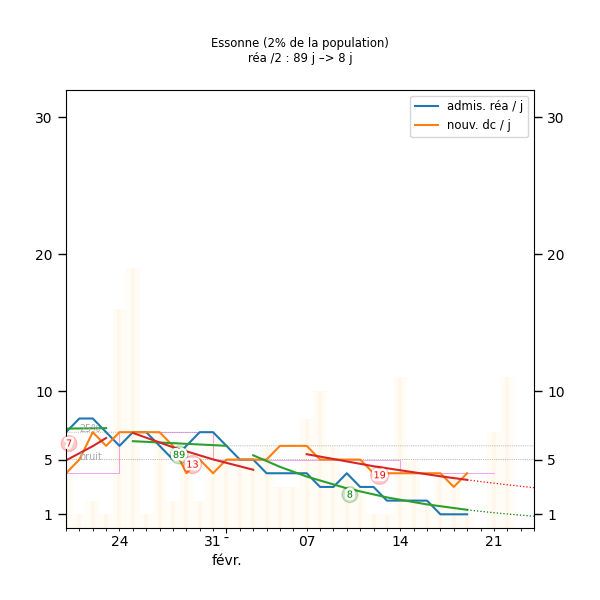 Essonne (2% de la population)
réa /2 : 89 j –> 8 j
admis. réa / j
nouv. dc / j
30 30
20 20
10 10
25%
7
bruit
89
13
19
8
5 5
1 1
24 31 - 07 14 21
févr.